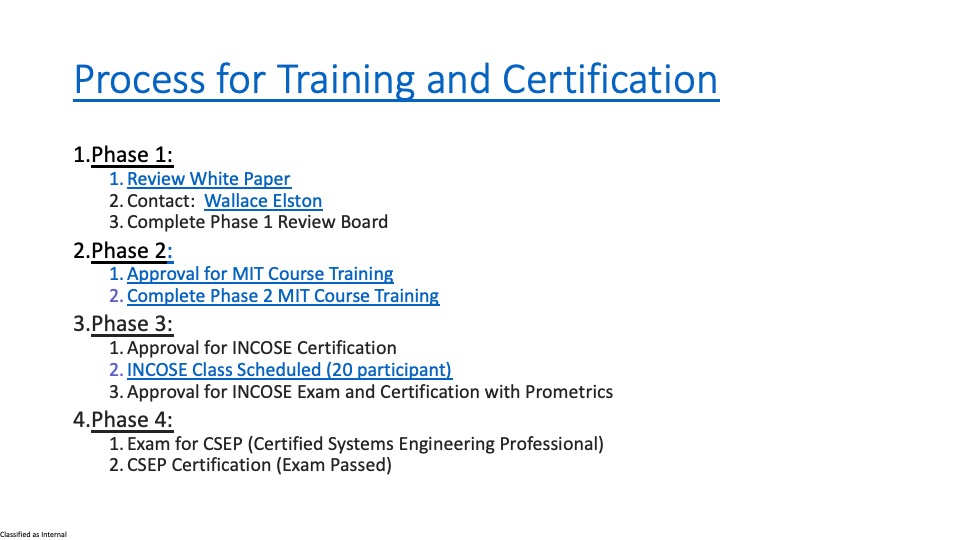 Process for Training and Certification
1.Phase 1:
1. Review White Paper
2. Contact: Wallace Elston
3. Complete Phase 1 Review Board
2.Phase 2:
1. Approval for MIT Course Training
2. Complete Phase 2 MIT Course Training
3.Phase 3:
1. Approval for INCOSE Certification
2. INCOSE Class Scheduled (20 participant)
3. Approval for INCOSE Exam and Certification with Prometrics
4.Phase 4:
1. Exam for CSEP (Certified Systems Engineering Professional)
2. CSEP Certification (Exam Passed)
Classified as Internal